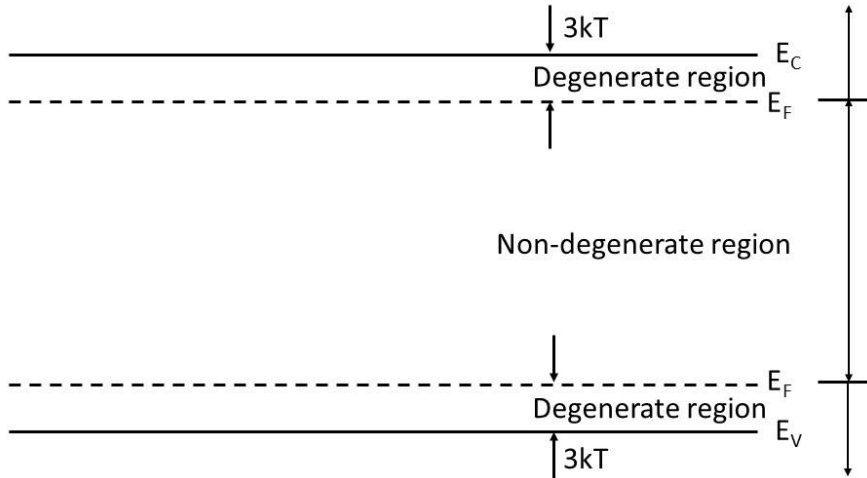 3kT
E_C
Degenerate region
E_F
Non-degenerate region
E_F
Degenerate region
E_V
3kT